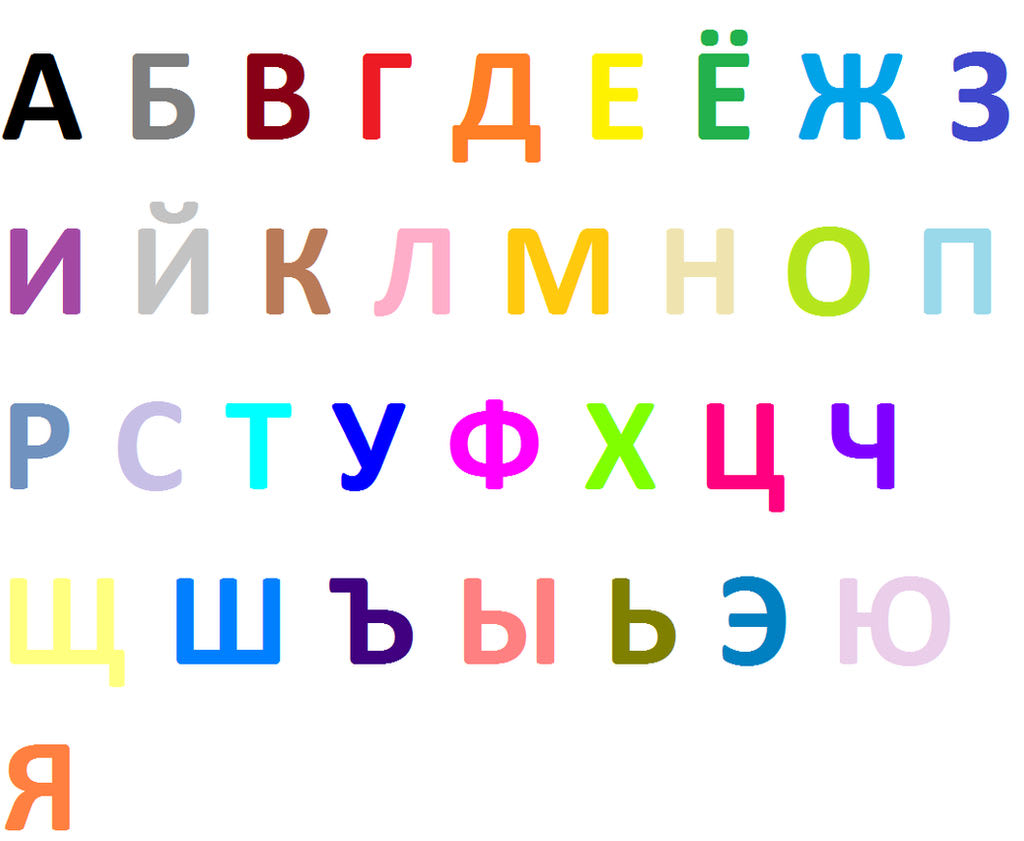 А Б В Г Д Е Ё Ж З
И Й К Л М Н О П
Р С Т У Ф Х Ц Ч
Щ Ш Ъ Ы Ь Э Ю
Я